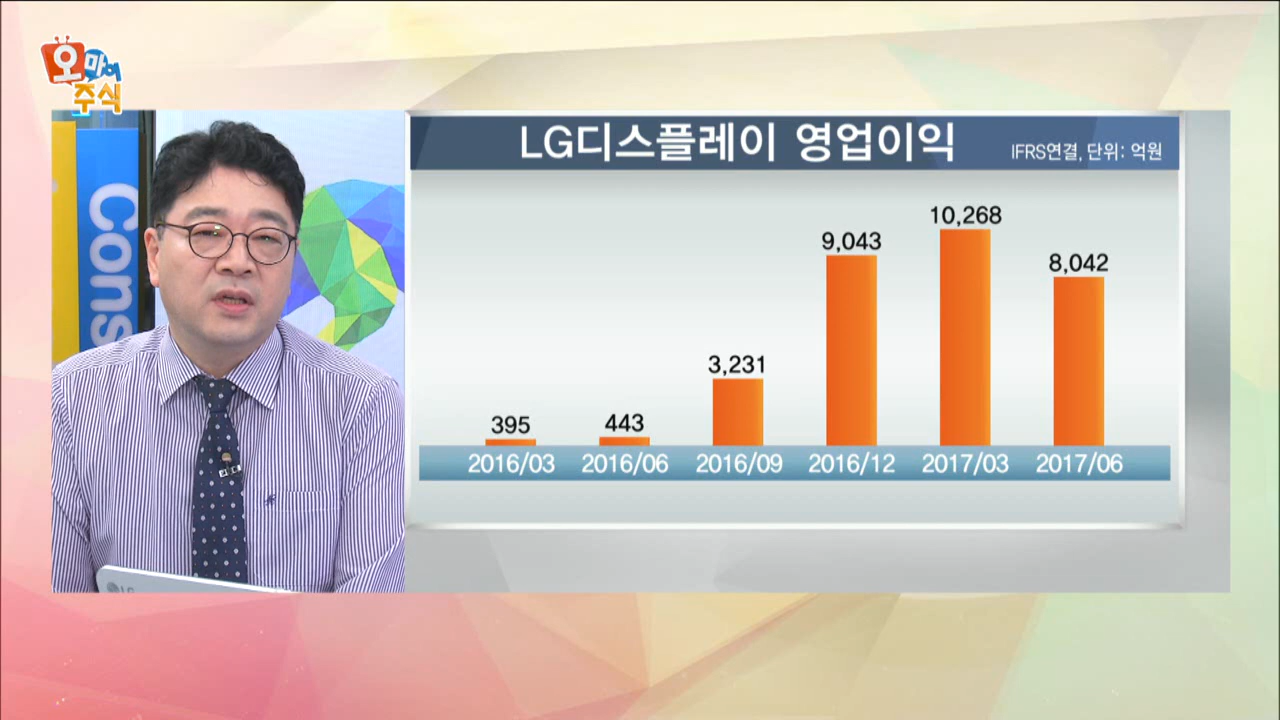 오마이
주식
Cons
LG디스플레이 영업이익
IFRS연결, 단위: 억원
395
443
3,231
9,043
10,268
8,042
2016/03
2016/06
2016/09
2016/12
2017/03
2017/06
LG